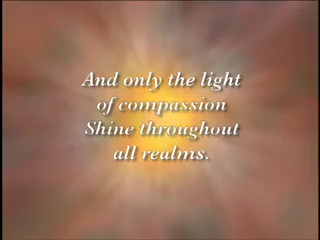 And only the light
of compassion
Shine throughout
all realms.